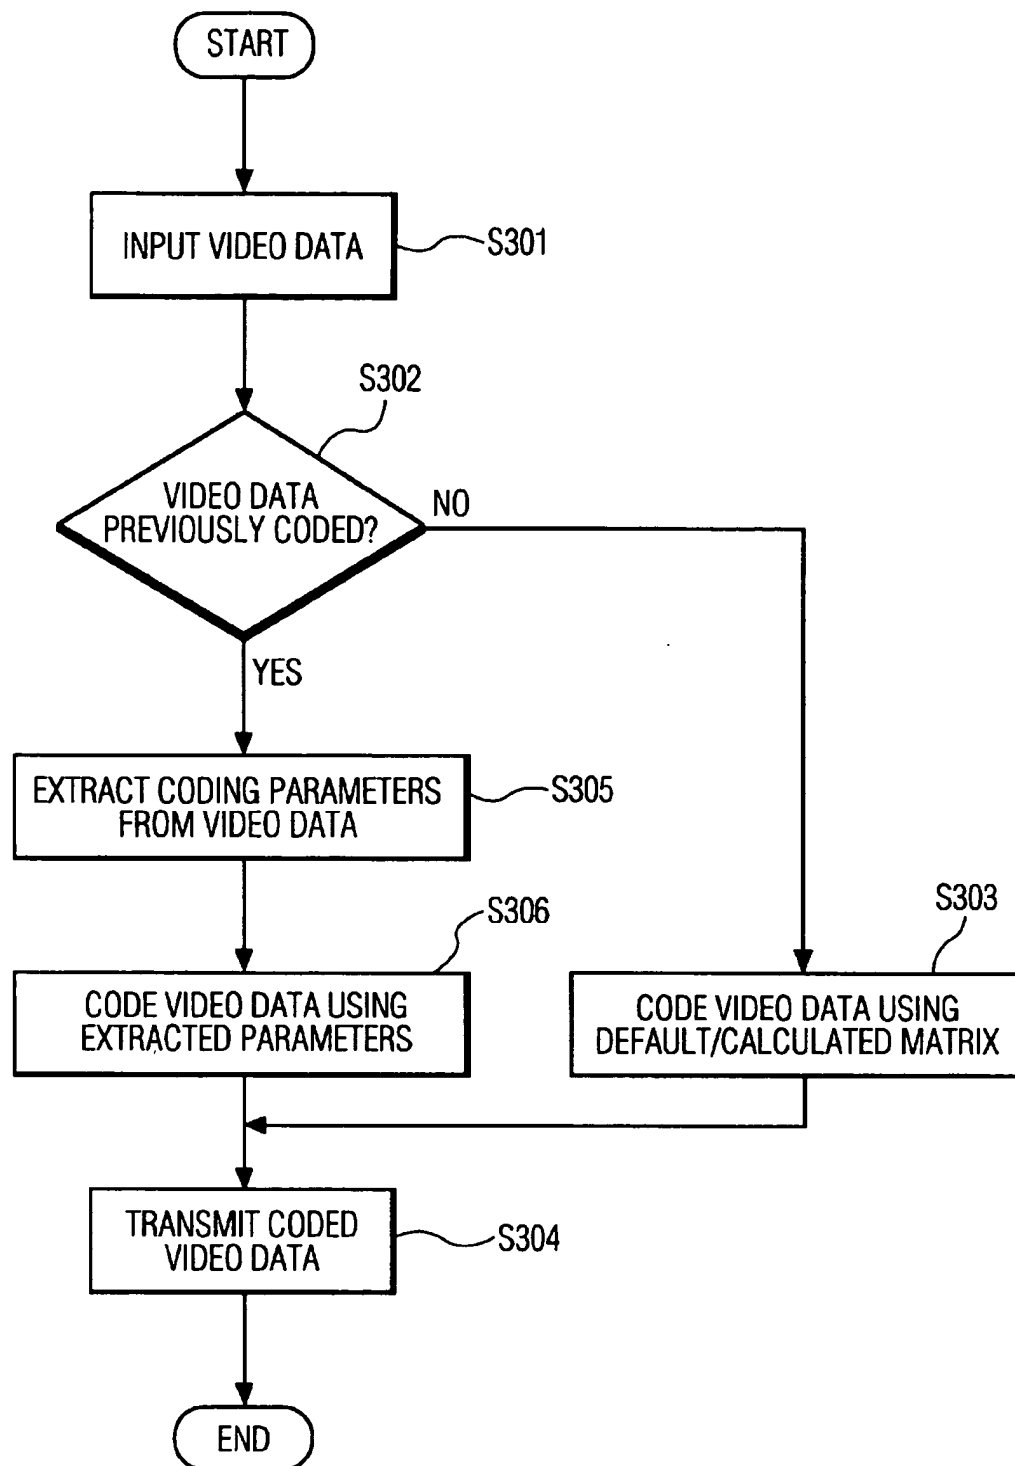 START
INPUT VIDEO DATA
S301
S302
VIDEO DATA
PREVIOUSLY CODED?
NO
YES
EXTRACT CODING PARAMETERS
FROM VIDEO DATA
S305
S306
S303
CODE VIDEO DATA USING
EXTRACTED PARAMETERS
CODE VIDEO DATA USING
DEFAULT/CALCULATED MATRIX
TRANSMIT CODED
VIDEO DATA
S304
END